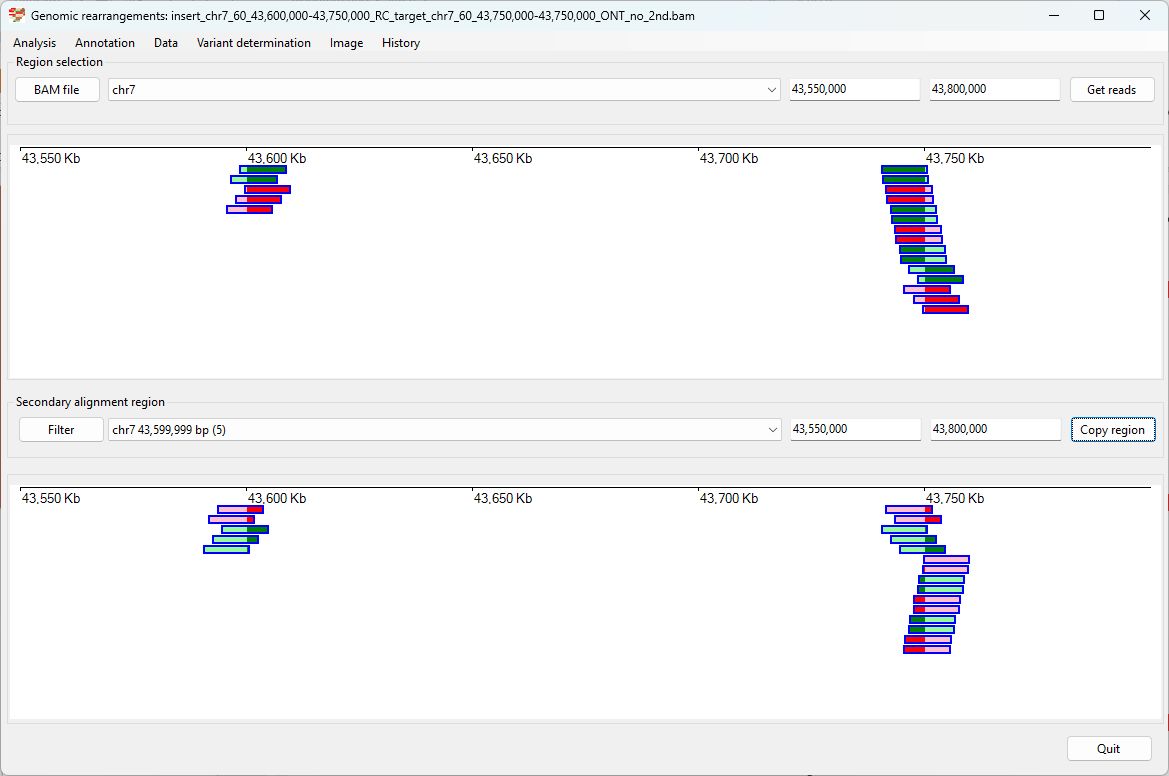 Genomic rearrangements: insert_chr7_60_43,600,000-43,750,000_RC_target_chr7_60_43,750,000-43,750,000_ONT_no_2nd.bam
Analysis Annotation Data Variant determination Image History
Region selection
BAM file chr7 43,550,000 43,800,000 Get reads
43,550 Kb 43,600 Kb 43,650 Kb 43,700 Kb 43,750 Kb
Secondary alignment region
Filter chr7 43,599,999 bp (5) 43,550,000 43,800,000 Copy region
43,550 Kb 43,600 Kb 43,650 Kb 43,700 Kb 43,750 Kb
Quit